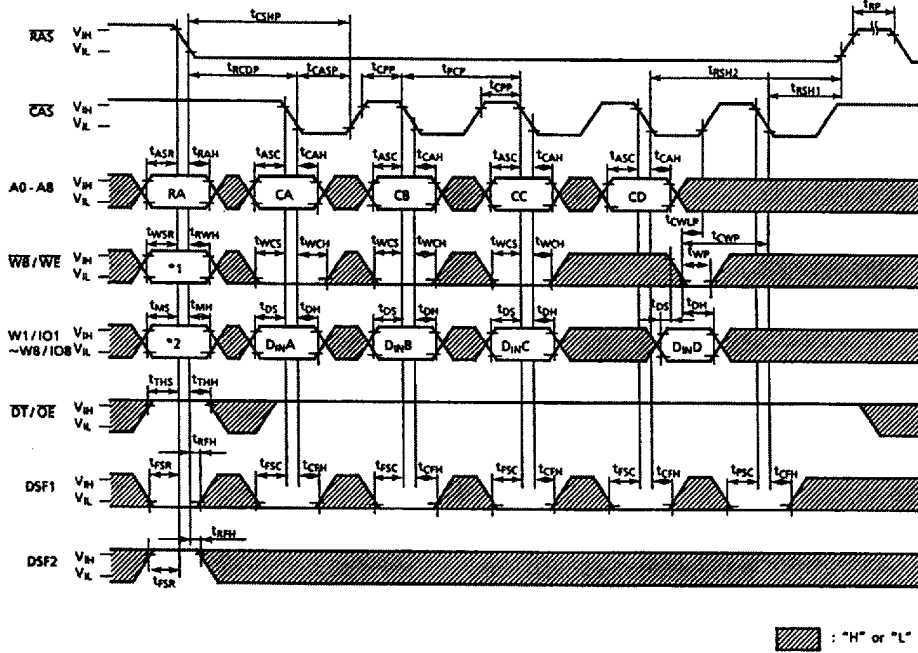 tCSHP tRP
RAS VIH
VIL
tRCDP tCASP tCPP tPCP tCPP tRSH2 tRSH1
CAS VIH
VIL
tASR tRAH tASC tCAH tASC tCAH tASC tCAH tASC tCAH
A0 - A8 VIH RA CA CB CC CD
VIL
tCWLP
tWSR tRWH tWCS tWCH tWCS tWCH tWCS tWCH tCWP
WB / WE VIH *1 tWP
VIL
tMS tMH tDS tDH tDS tDH tDS tDH tDS tDH
W1 / IO1 VIH *2 DINA DINB DINC DIND
~W8 / IO8 VIL
tTHS tTHH
DT / OE VIH
VIL
tRFH
tFSR tFSC tCFH tFSC tCFH tFSC tCFH tFSC tCFH tFSC tCFH
DSF1 VIH
VIL
tRFH
DSF2 VIH
VIL
tFSR
: "H" or "L"